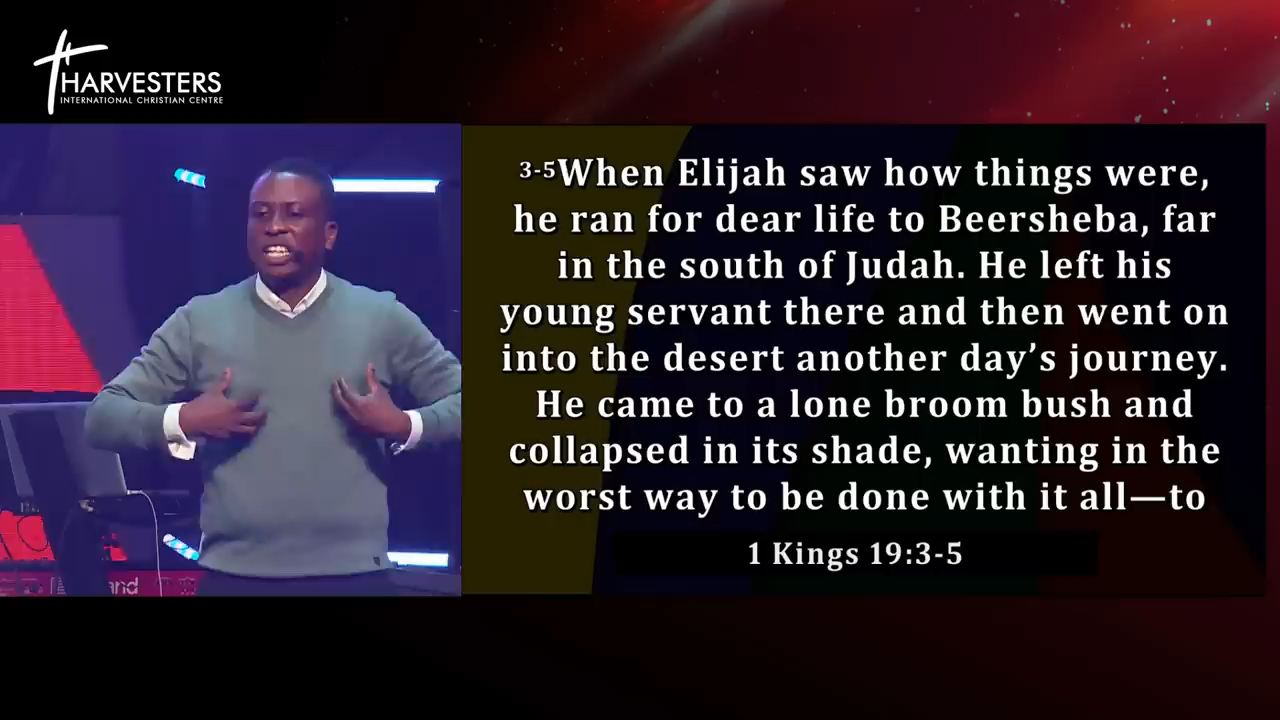 HARVESTERS
INTERNATIONAL CHRISTIAN CENTRE
3-5When Elijah saw how things were,
he ran for dear life to Beersheba, far
in the south of Judah. He left his
young servant there and then went on
into the desert another day’s journey.
He came to a lone broom bush and
collapsed in its shade, wanting in the
worst way to be done with it all—to
1 Kings 19:3-5
and